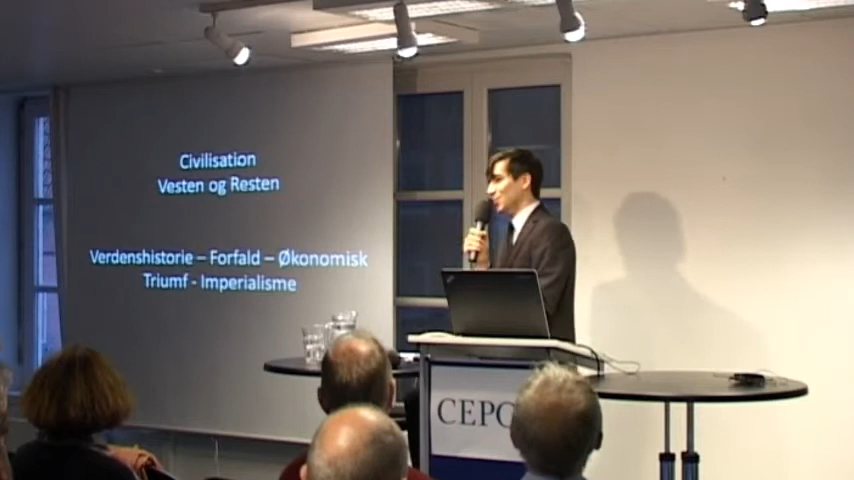 Civilisation
Vesten og Resten
Verdenshistorie – Forfald – Økonomisk
Triumf - Imperialisme
CEPO